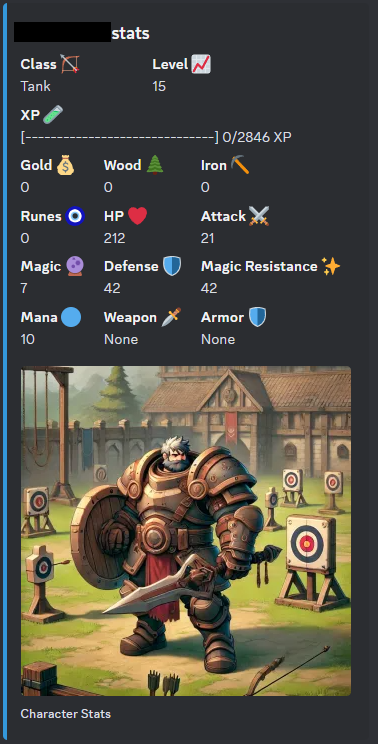 stats
Class 🏹 Level 📈
Tank 15
XP 🧪
[------------------------------] 0/2846 XP
Gold 💰 Wood 🌲 Iron ⛏️
0 0 0
Runes 🧿 HP ❤️ Attack ⚔️
0 212 21
Magic 🔮 Defense 🛡️ Magic Resistance ✨
7 42 42
Mana 🔵 Weapon 🗡️ Armor 🛡️
10 None None
Character Stats